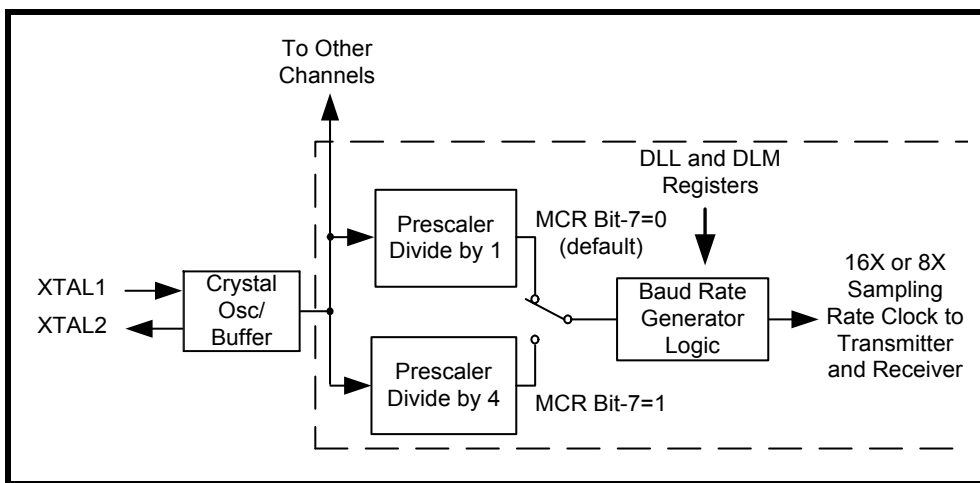 To Other
Channels
DLL and DLM
Registers
Prescaler
Divide by 1
MCR Bit-7=0
(default)
XTAL1
XTAL2
Crystal
Osc/
Buffer
Baud Rate
Generator
Logic
16X or 8X
Sampling
Rate Clock to
Transmitter
and Receiver
Prescaler
Divide by 4
MCR Bit-7=1